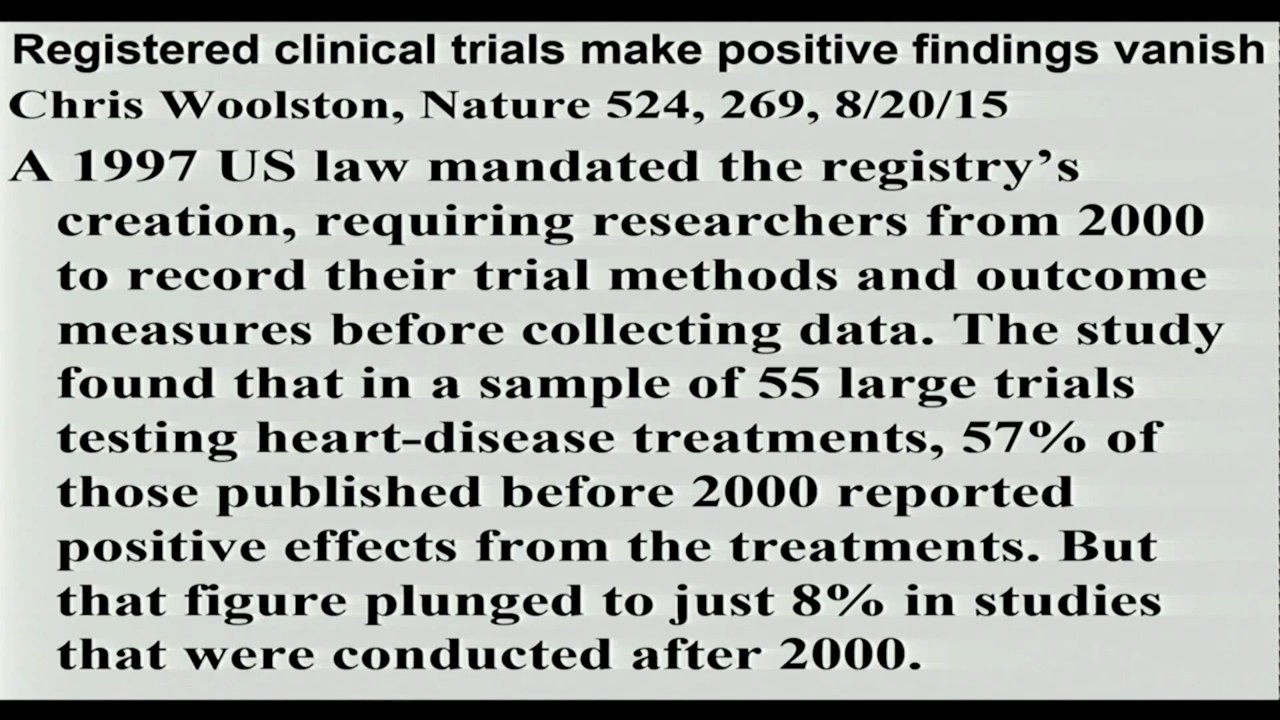 Registered clinical trials make positive findings vanish
Chris Woolston, Nature 524, 269, 8/20/15
A 1997 US law mandated the registry’s
creation, requiring researchers from 2000
to record their trial methods and outcome
measures before collecting data. The study
found that in a sample of 55 large trials
testing heart-disease treatments, 57% of
those published before 2000 reported
positive effects from the treatments. But
that figure plunged to just 8% in studies
that were conducted after 2000.